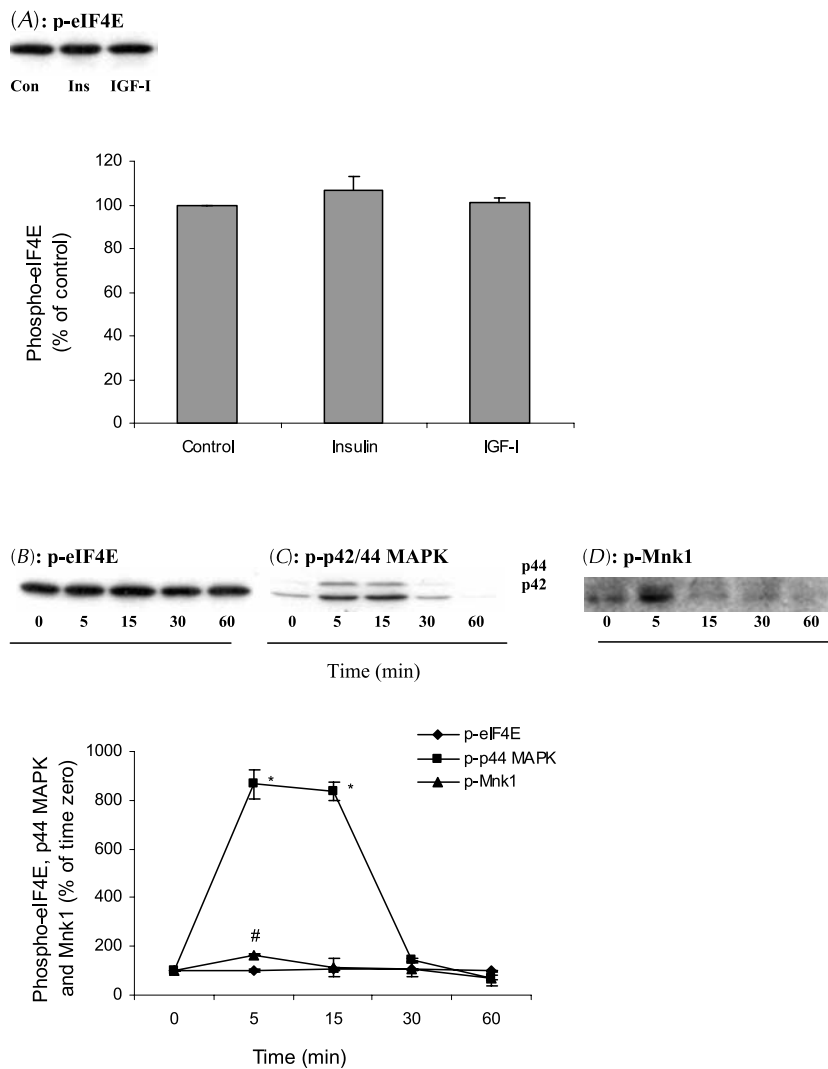 (A): p-eIF4E
Con Ins IGF-I
120
100
80
60
40
20
0
Phospho-eIF4E
(% of control)
Control Insulin IGF-I
(B): p-eIF4E
0 5 15 30 60
(C): p-p42/44 MAPK
p44
p42
0 5 15 30 60
(D): p-Mnk1
0 5 15 30 60
Time (min)
p-eIF4E
p-p44 MAPK
p-Mnk1
1000
800
600
400
200
0
Phospho-eIF4E, p44 MAPK
and Mnk1 (% of time zero)
*
*
#
0 5 15 30 60
Time (min)